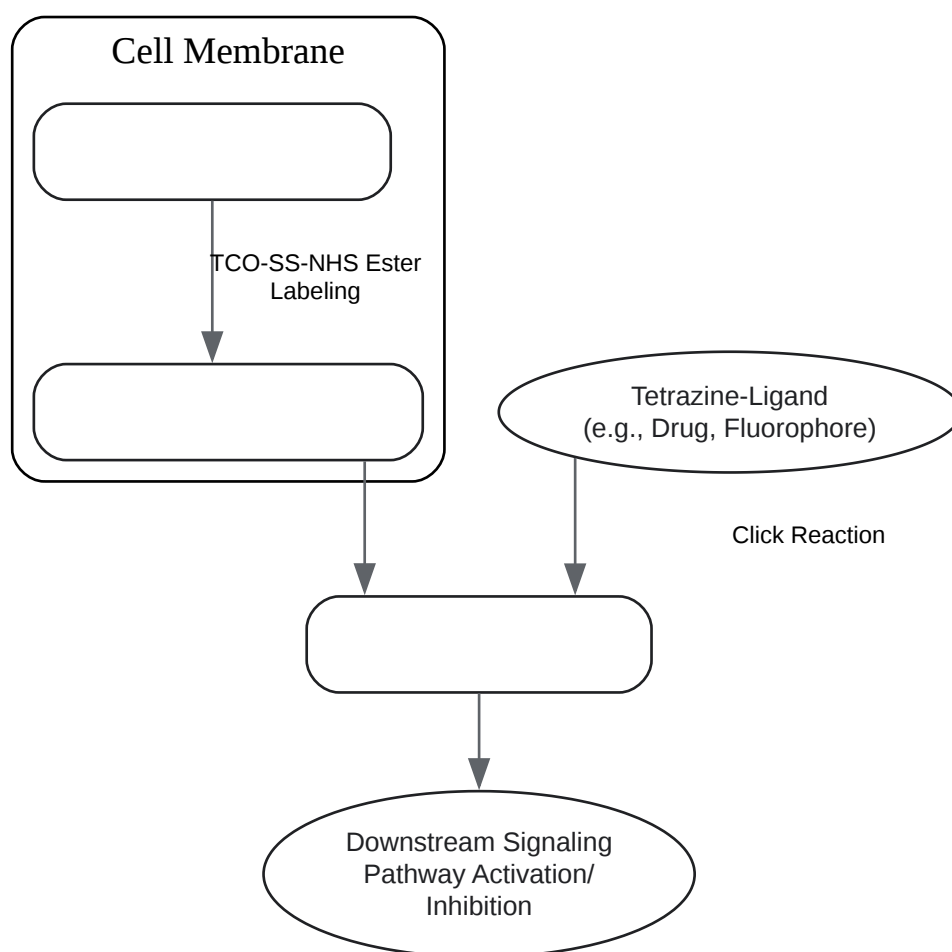 Cell Membrane
TCO-SS-NHS Ester
Labeling
Tetrazine-Ligand
(e.g., Drug, Fluorophore)
Click Reaction
Downstream Signaling
Pathway Activation/
Inhibition